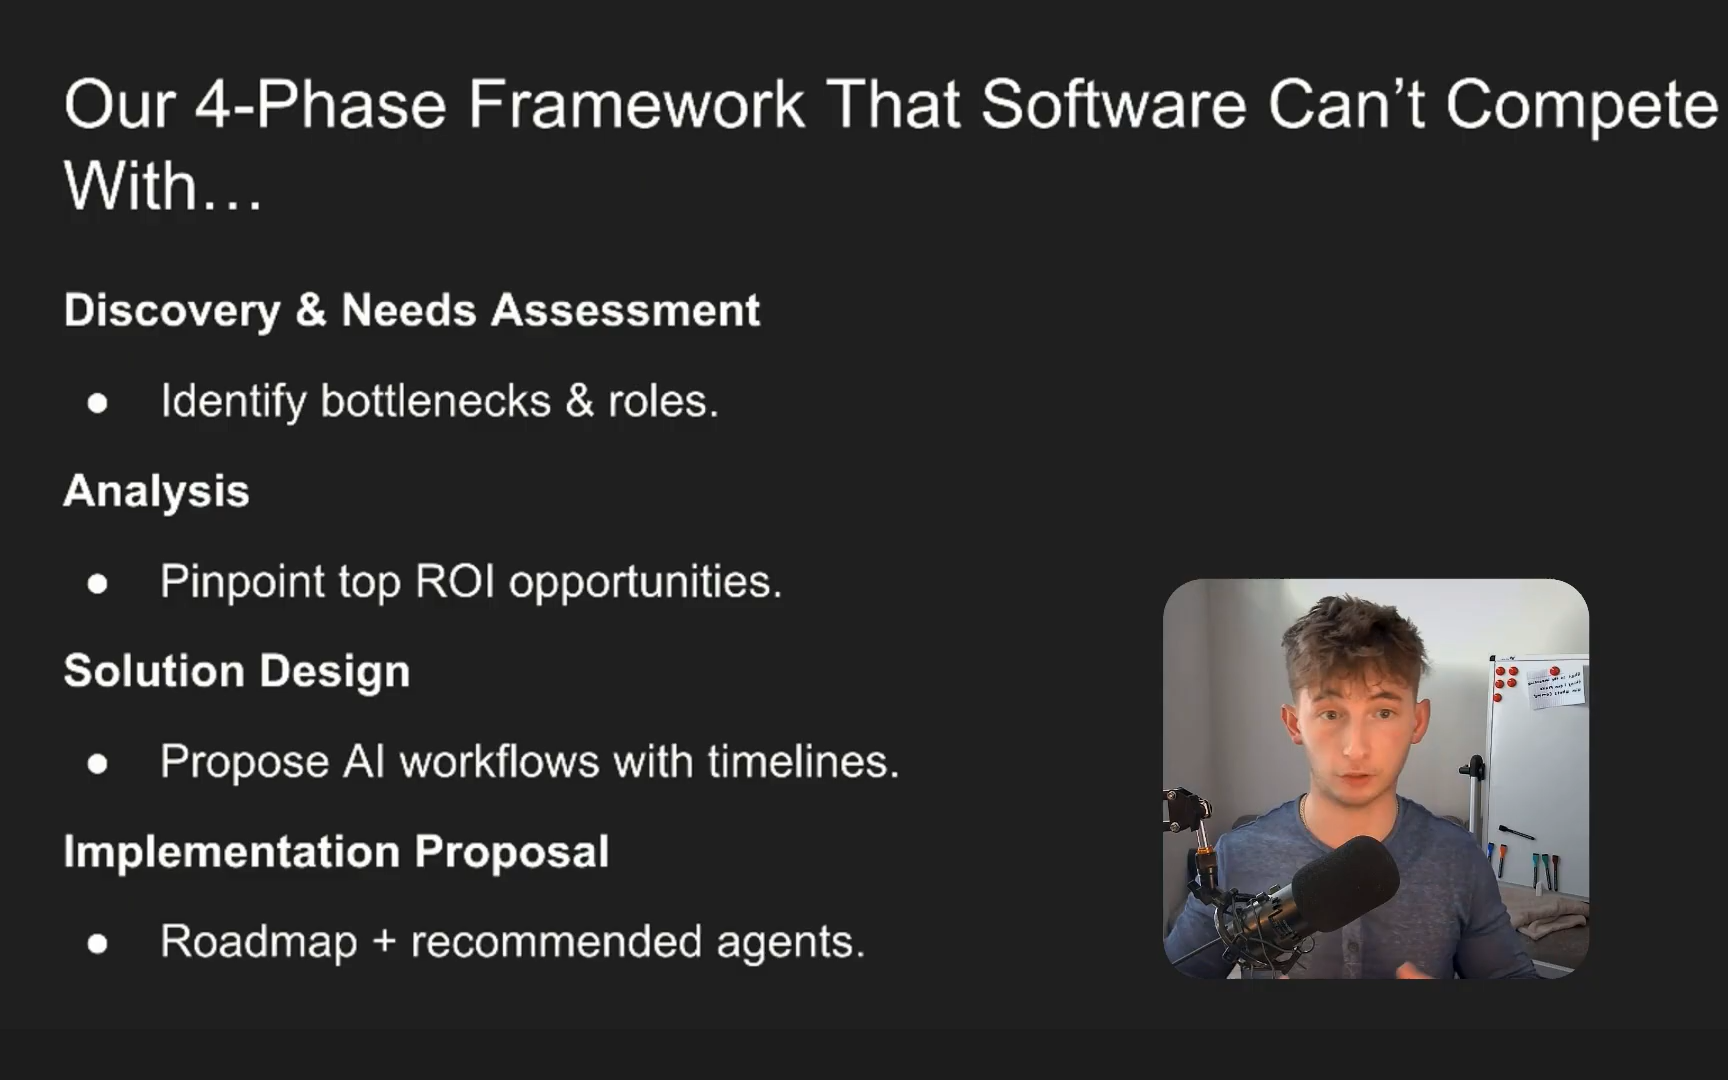 Our 4-Phase Framework That Software Can’t Compete
With…
Discovery & Needs Assessment
● Identify bottlenecks & roles.
Analysis
● Pinpoint top ROI opportunities.
Solution Design
● Propose AI workflows with timelines.
Implementation Proposal
● Roadmap + recommended agents.